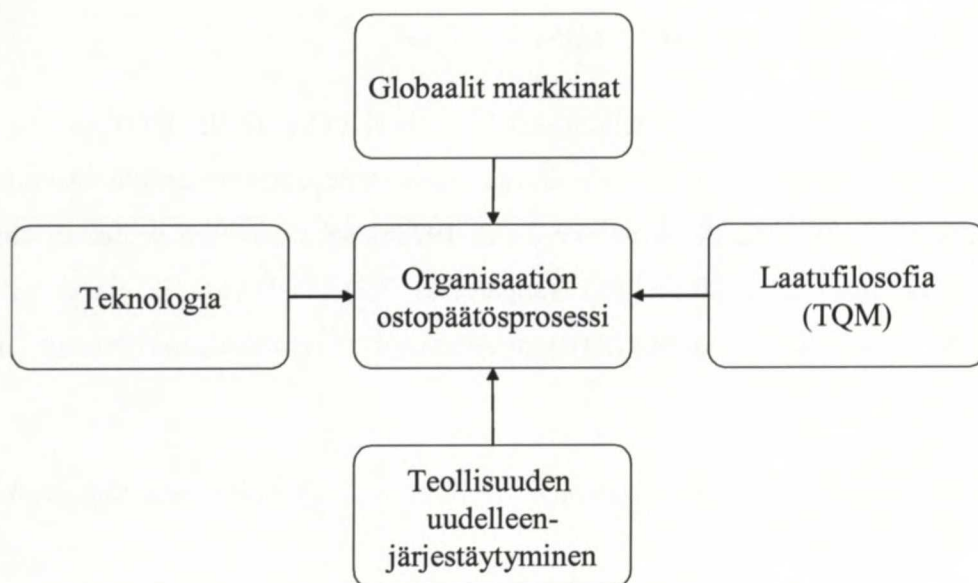 Globaalit markkinat
Teknologia
Organisaation
ostopäätösprosessi
Laatufilosofia
(TQM)
Teollisuuden
uudelleen-
järjestäytyminen